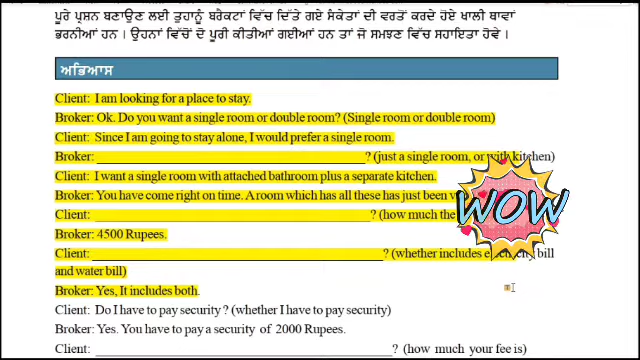 ਪੂਰੇ ਪ੍ਰਸ਼ਨ ਬਣਾਉਣ ਲਈ ਤੁਹਾਨੂੰ ਬਰੈਕਟਾਂ ਵਿੱਚ ਦਿੱਤੇ ਗਏ ਸੰਕੇਤਾਂ ਦੀ ਵਰਤੋਂ ਕਰਦੇ ਹੋਏ ਖਾਲੀ ਥਾਵਾਂ
ਭਰਨੀਆਂ ਹਨ। ਉਹਨਾਂ ਵਿੱਚੋਂ ਦੋ ਪੂਰੀ ਕੀਤੀਆਂ ਗਈਆਂ ਹਨ ਤਾਂ ਜੋ ਸਮਝਣ ਵਿੱਚ ਸਹਾਇਤਾ ਹੋਵੇ।
ਅਭਿਆਸ
Client: I am looking for a place to stay.
Broker: Ok. Do you want a single room or double room? (Single room or double room)
Client: Since I am going to stay alone, I would prefer a single room.
Broker: ______________________________? (just a single room, or with kitchen)
Client: I want a single room with attached bathroom plus a separate kitchen.
Broker: You have come right on time. A room which has all these has just been
Client: ______________________________? (how much the
WOW
Broker: 4500 Rupees.
Client: ______________________________? (whether includes bill
and water bill)
Broker: Yes, It includes both.
Client: Do I have to pay security? (whether I have to pay security)
Broker: Yes. You have to pay a security of 2000 Rupees.
Client: ______________________________? (how much your fee is)